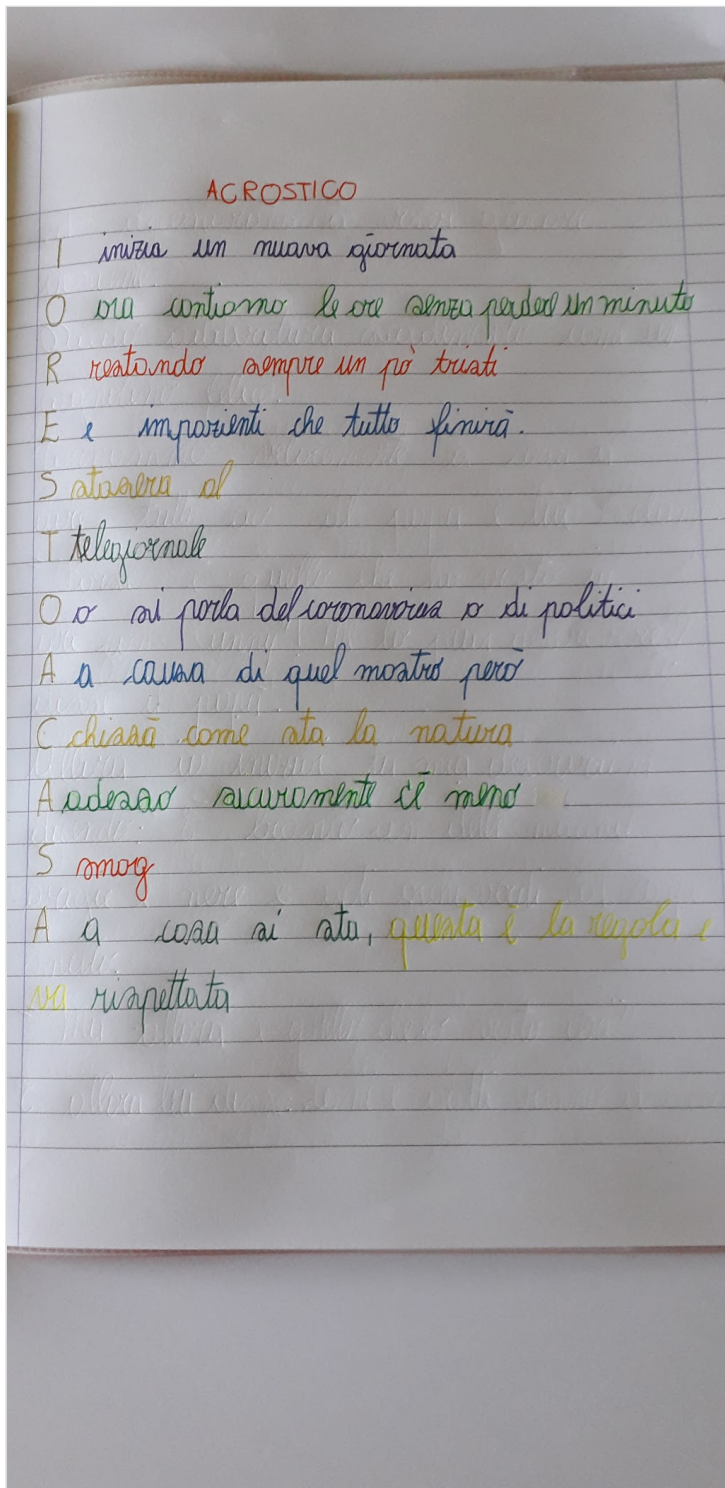 ACROSTICO
I inizia un nuava giornata
O ora contiamo le ore senza perdere un minuto
R restando sempre un pò tristi
E e impazienti che tutto finirà.
S stasera al
T telegiornale
O o si parla del coronavirus o di politici
A a causa di quel mostro però
C chissà come sta la natura
A adesso sicuramente cè meno
S smog
A a casa si sta, questa è la regola e
va rispettata